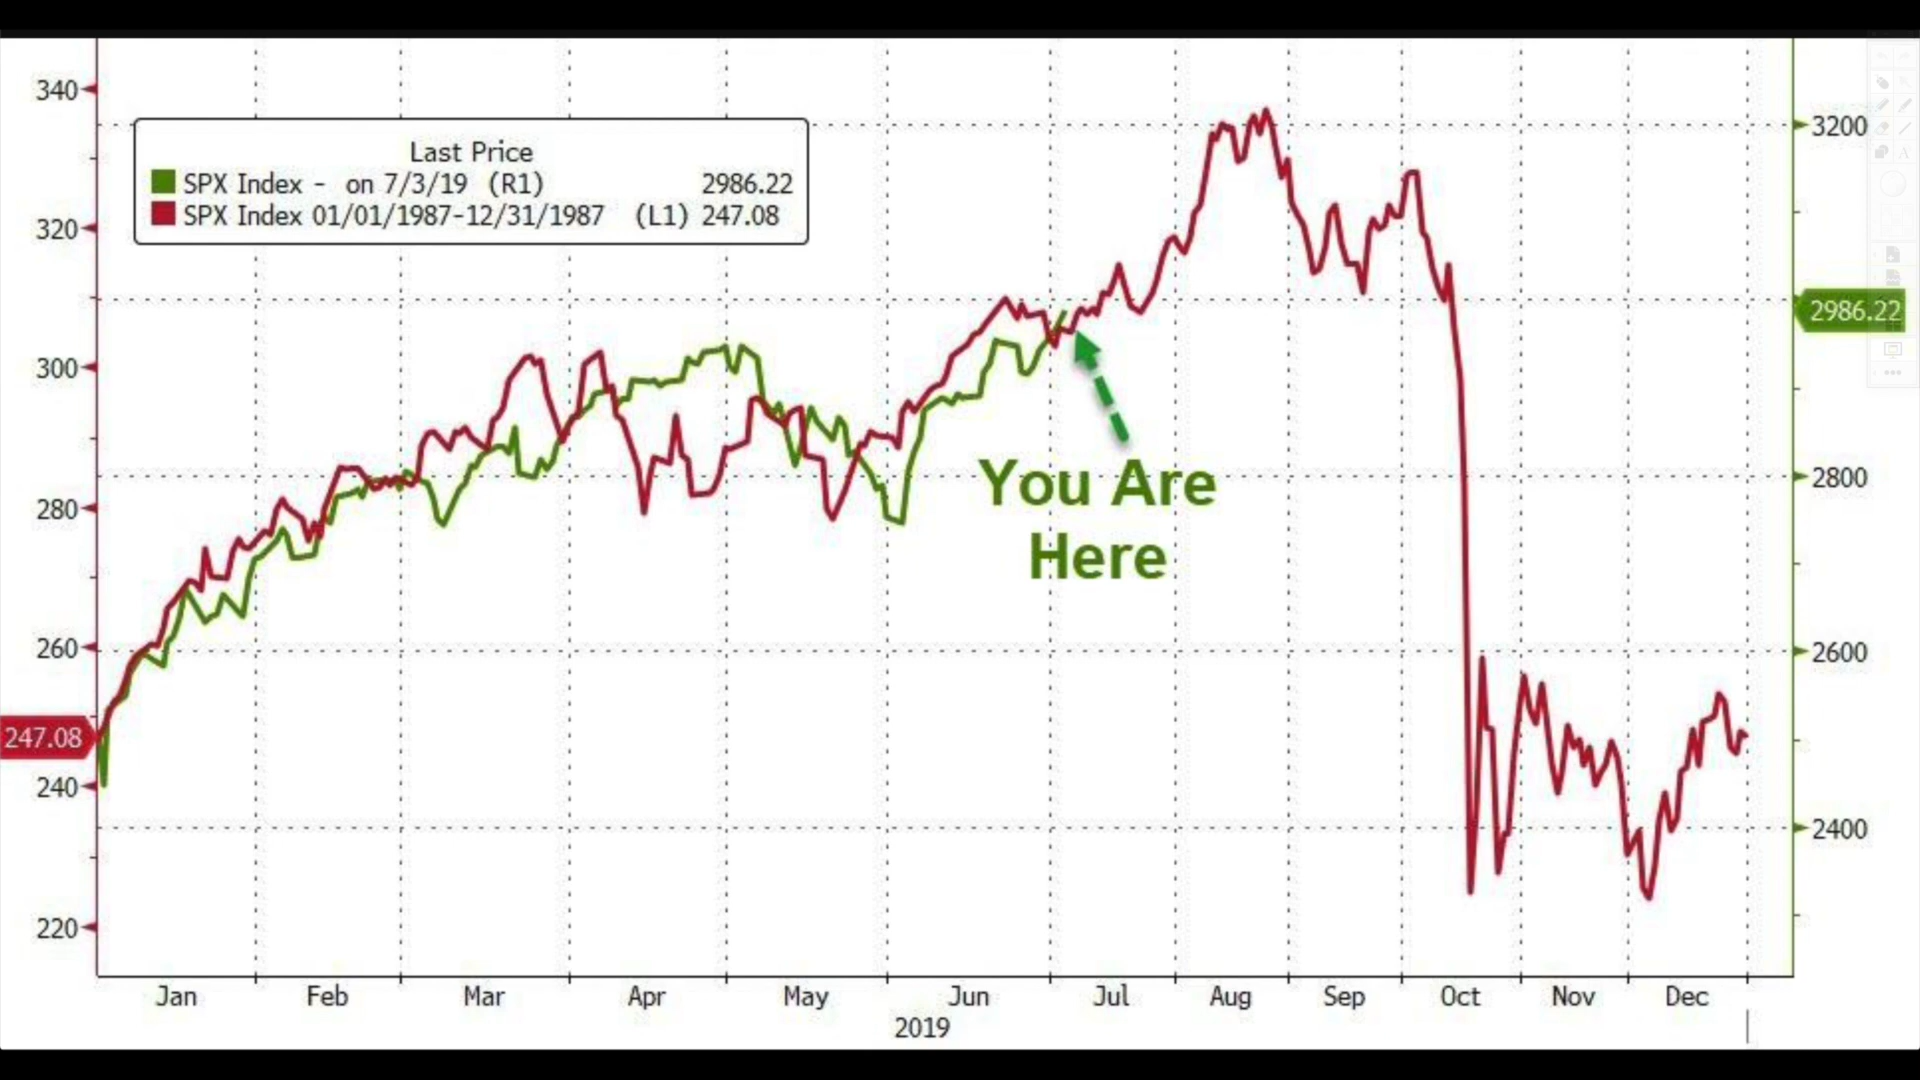 Last Price
SPX Index - on 7/3/19 (R1) 2986.22
SPX Index 01/01/1987-12/31/1987 (L1) 247.08
340
320
300
280
260
247.08
240
220
3200
2986.22
2800
2600
2400
You Are
Here
Jan Feb Mar Apr May Jun Jul Aug Sep Oct Nov Dec
2019
A